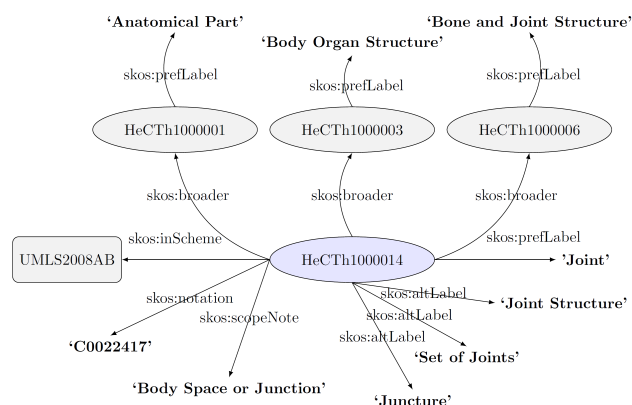 ‘Anatomical Part’
‘Body Organ Structure’
‘Bone and Joint Structure’
skos:prefLabel
skos:prefLabel
skos:prefLabel
HeCTh1000001
HeCTh1000003
HeCTh1000006
skos:broader
skos:broader
skos:broader
skos:inScheme
skos:prefLabel
UMLS2008AB
HeCTh1000014
’Joint’
skos:notation
skos:altLabel
‘Joint Structure’
skos:scopeNote
skos:altLabel
skos:altLabel
‘C0022417’
‘Set of Joints’
‘Body Space or Junction’
‘Juncture’